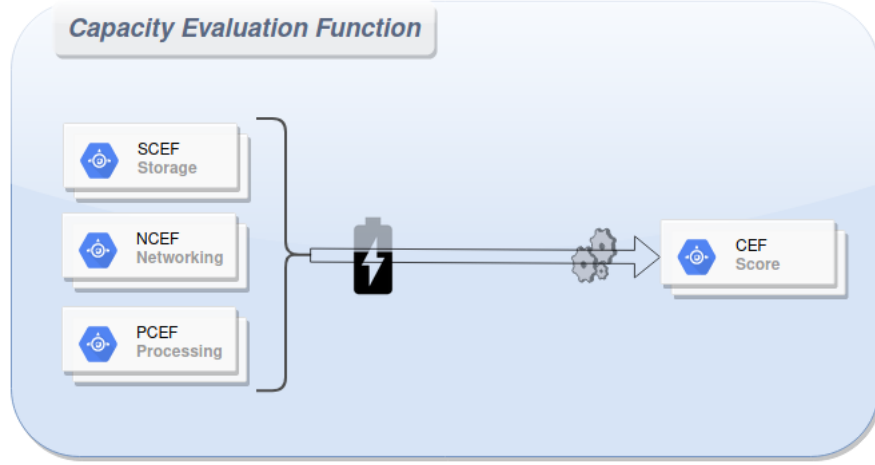 Capacity Evaluation Function
SCEF
Storage
NCEF
Networking
PCEF
Processing
CEF
Score